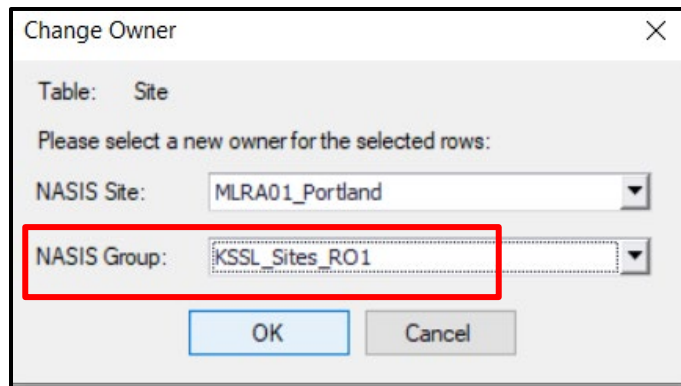 Change Owner
Table: Site
Please select a new owner for the selected rows:
NASIS Site: MLRA01_Portland
NASIS Group: KSSL_Sites_RO1
OK Cancel